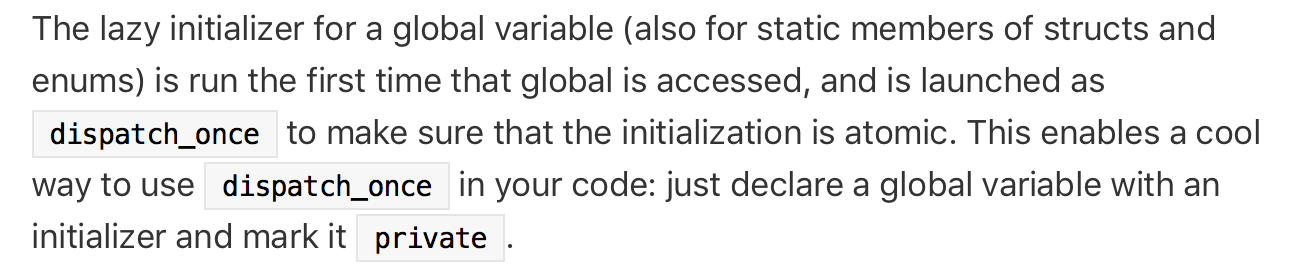 The lazy initializer for a global variable (also for static members of structs and
enums) is run the first time that global is accessed, and is launched as
dispatch_once to make sure that the initialization is atomic. This enables a cool
way to use dispatch_once in your code: just declare a global variable with an
initializer and mark it private .